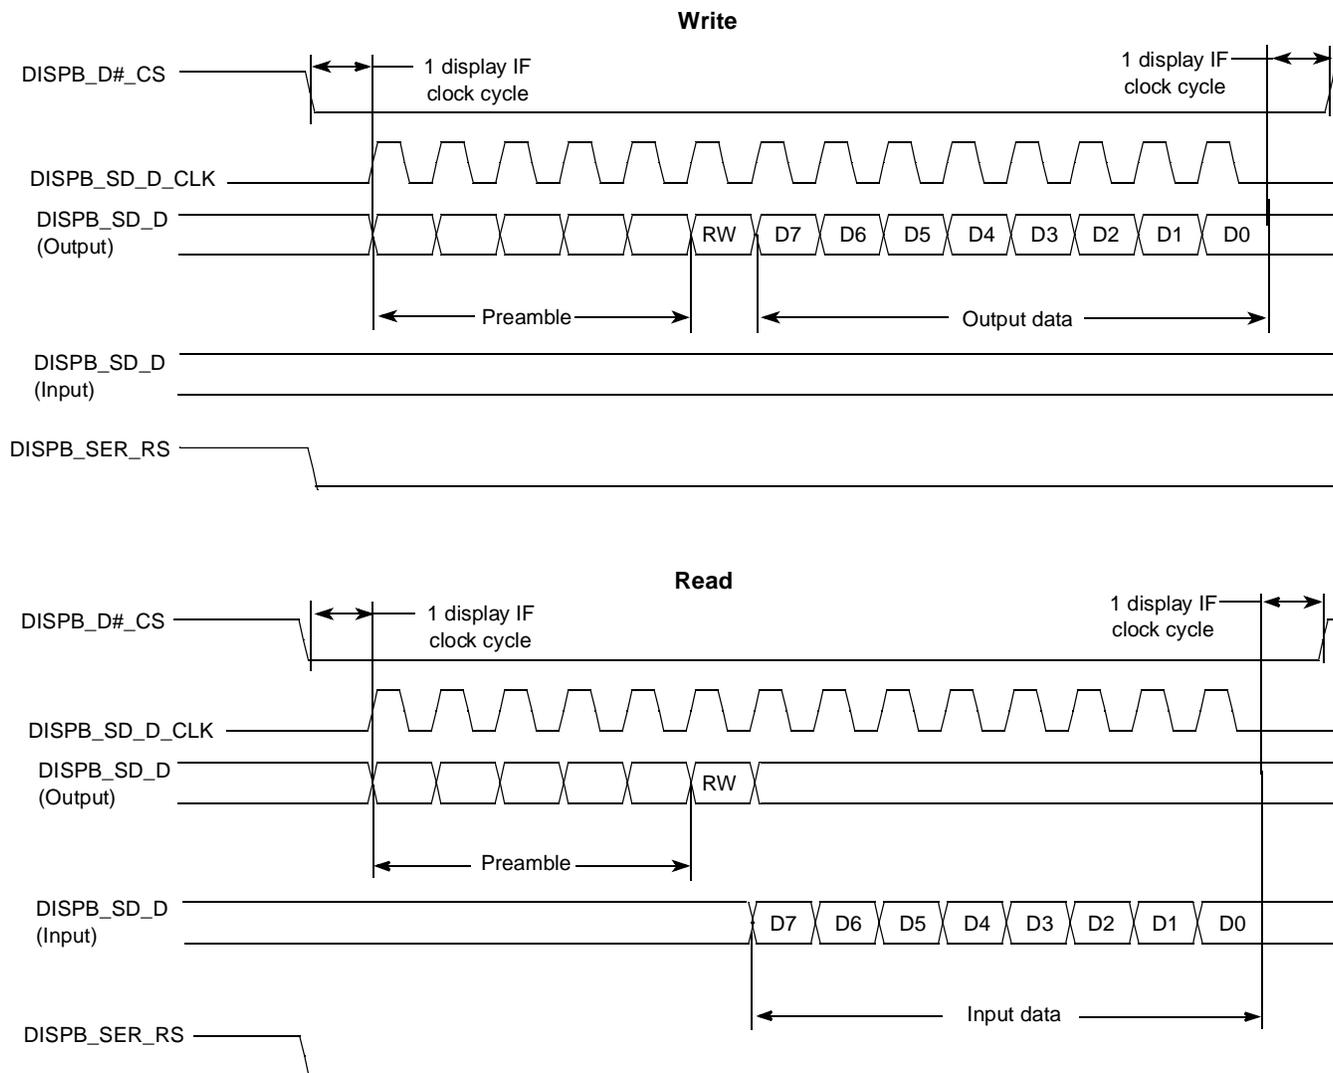 Write
DISPB_D#_CS
1 display IF
clock cycle
1 display IF
clock cycle
DISPB_SD_D_CLK
DISPB_SD_D
(Output)
RW D7 D6 D5 D4 D3 D2 D1 D0
Preamble
Output data
DISPB_SD_D
(Input)
DISPB_SER_RS
Read
DISPB_D#_CS
1 display IF
clock cycle
1 display IF
clock cycle
DISPB_SD_D_CLK
DISPB_SD_D
(Output)
RW
Preamble
DISPB_SD_D
(Input)
D7 D6 D5 D4 D3 D2 D1 D0
Input data
DISPB_SER_RS